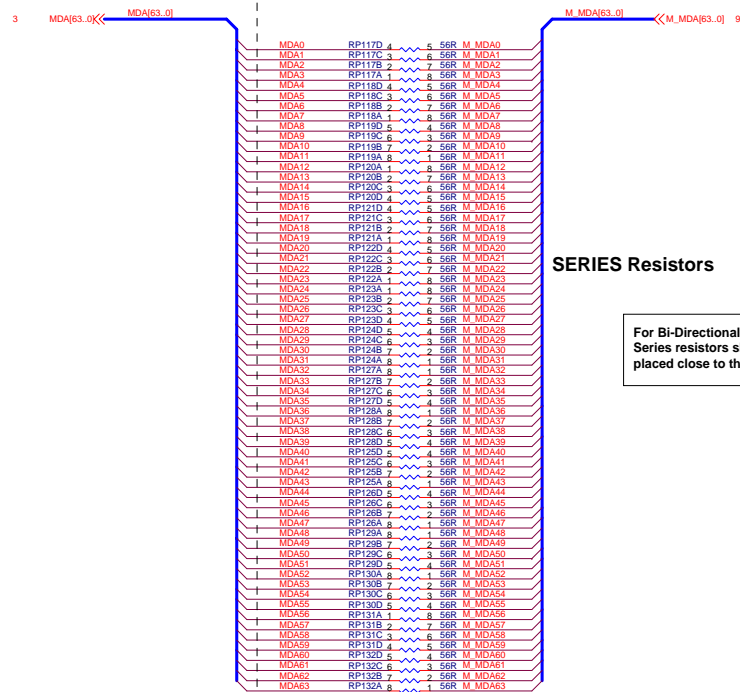 3 MDA[63..0] MDA[63..0] M_MDA[63..0] M_MDA[63..0] 9
MDA0 RP117D 4 5 56R M_MDA0
MDA1 RP117C 3 6 56R M_MDA1
MDA2 RP117B 2 7 56R M_MDA2
MDA3 RP117A 1 8 56R M_MDA3
MDA4 RP118D 4 5 56R M_MDA4
MDA5 RP118C 3 6 56R M_MDA5
MDA6 RP118B 2 7 56R M_MDA6
MDA7 RP118A 1 8 56R M_MDA7
MDA8 RP119D 5 4 56R M_MDA8
MDA9 RP119C 6 3 56R M_MDA9
MDA10 RP119B 7 2 56R M_MDA10
MDA11 RP119A 8 1 56R M_MDA11
MDA12 RP120A 1 8 56R M_MDA12
MDA13 RP120B 2 7 56R M_MDA13
MDA14 RP120C 3 6 56R M_MDA14
MDA15 RP120D 4 5 56R M_MDA15
MDA16 RP121D 4 5 56R M_MDA16
MDA17 RP121C 3 6 56R M_MDA17
MDA18 RP121B 2 7 56R M_MDA18
MDA19 RP121A 1 8 56R M_MDA19
MDA20 RP122D 4 5 56R M_MDA20
MDA21 RP122C 3 6 56R M_MDA21
MDA22 RP122B 2 7 56R M_MDA22
MDA23 RP122A 1 8 56R M_MDA23
MDA24 RP123A 1 8 56R M_MDA24
MDA25 RP123B 2 7 56R M_MDA25
MDA26 RP123C 3 6 56R M_MDA26
MDA27 RP123D 4 5 56R M_MDA27
MDA28 RP124D 5 4 56R M_MDA28
MDA29 RP124C 6 3 56R M_MDA29
MDA30 RP124B 7 2 56R M_MDA30
MDA31 RP124A 8 1 56R M_MDA31
MDA32 RP127A 8 1 56R M_MDA32
MDA33 RP127B 7 2 56R M_MDA33
MDA34 RP127C 6 3 56R M_MDA34
MDA35 RP127D 5 4 56R M_MDA35
MDA36 RP128A 8 1 56R M_MDA36
MDA37 RP128B 7 2 56R M_MDA37
MDA38 RP128C 6 3 56R M_MDA38
MDA39 RP128D 5 4 56R M_MDA39
MDA40 RP125D 5 4 56R M_MDA40
MDA41 RP125C 6 3 56R M_MDA41
MDA42 RP125B 7 2 56R M_MDA42
MDA43 RP125A 8 1 56R M_MDA43
MDA44 RP126D 5 4 56R M_MDA44
MDA45 RP126C 6 3 56R M_MDA45
MDA46 RP126B 7 2 56R M_MDA46
MDA47 RP126A 8 1 56R M_MDA47
MDA48 RP129A 8 1 56R M_MDA48
MDA49 RP129B 7 2 56R M_MDA49
MDA50 RP129C 6 3 56R M_MDA50
MDA51 RP129D 5 4 56R M_MDA51
MDA52 RP130A 8 1 56R M_MDA52
MDA53 RP130B 7 2 56R M_MDA53
MDA54 RP130C 6 3 56R M_MDA54
MDA55 RP130D 5 4 56R M_MDA55
MDA56 RP131A 1 8 56R M_MDA56
MDA57 RP131B 2 7 56R M_MDA57
MDA58 RP131C 3 6 56R M_MDA58
MDA59 RP131D 4 5 56R M_MDA59
MDA60 RP132D 5 4 56R M_MDA60
MDA61 RP132C 6 3 56R M_MDA61
MDA62 RP132B 7 2 56R M_MDA62
MDA63 RP132A 8 1 56R M_MDA63
SERIES Resistors
For Bi-Directional
Series resistors s
placed close to th